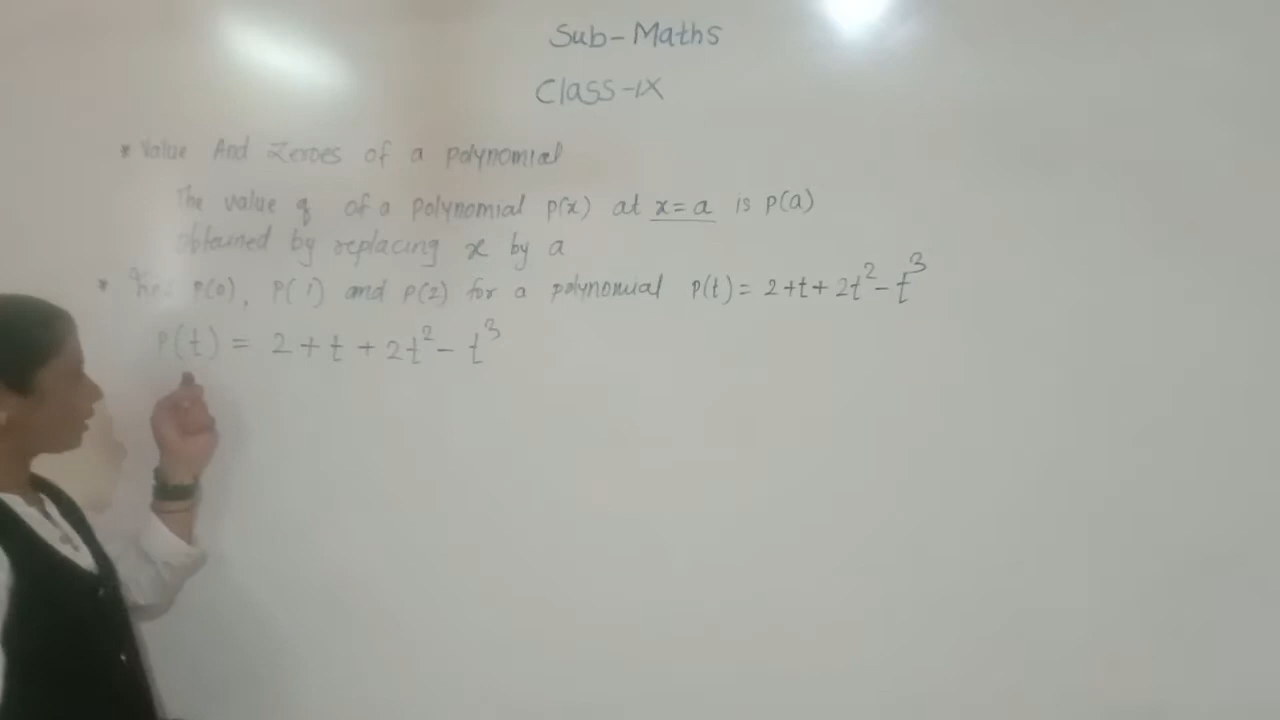 Sub-Maths
Class-IX
* Value And Zeroes of a polynomial
The value of of a polynomial p(x) at x=a is p(a)
obtained by replacing x by a
* P(0), P(1) and P(2) for a polynomial p(t) = 2+t+2t²-t³
P(t) = 2+t+2t²-t³